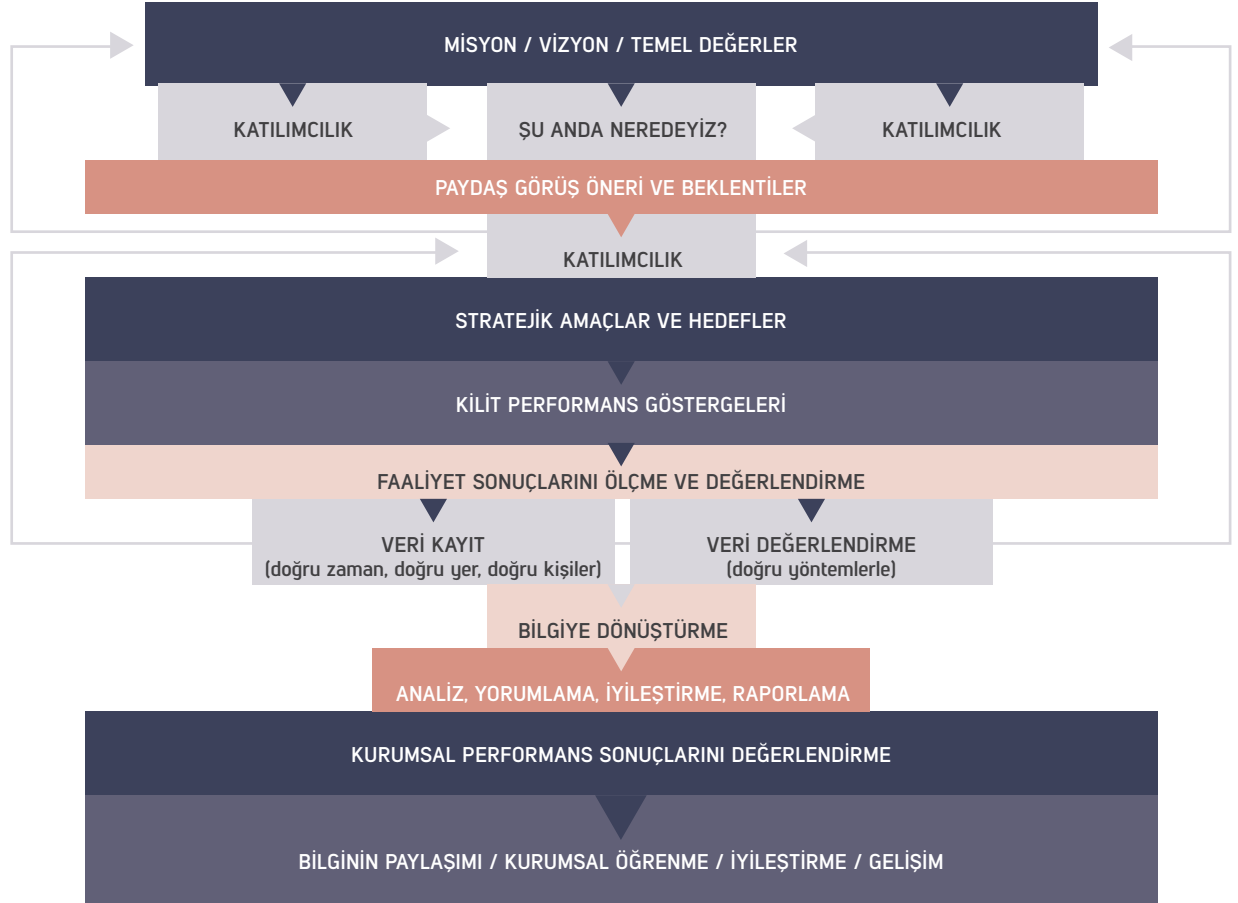 MİSYON / VİZYON / TEMEL DEĞERLER
KATILIMCILIK
ŞU ANDA NEREDEYİZ?
KATILIMCILIK
PAYDAŞ GÖRÜŞ ÖNERİ VE BEKLENTİLER
KATILIMCILIK
STRATEJİK AMAÇLAR VE HEDEFLER
KİLİT PERFORMANS GÖSTERGELERİ
FAALİYET SONUÇLARINI ÖLÇME VE DEĞERLENDİRME
VERİ KAYIT
(doğru zaman, doğru yer, doğru kişiler)
VERİ DEĞERLENDİRME
(doğru yöntemlerle)
BİLGİYE DÖNÜŞTÜRME
ANALİZ, YORUMLAMA, İYİLEŞTİRME, RAPORLAMA
KURUMSAL PERFORMANS SONUÇLARINI DEĞERLENDİRME
BİLGİNİN PAYLAŞIMI / KURUMSAL ÖĞRENME / İYİLEŞTİRME / GELİŞİM